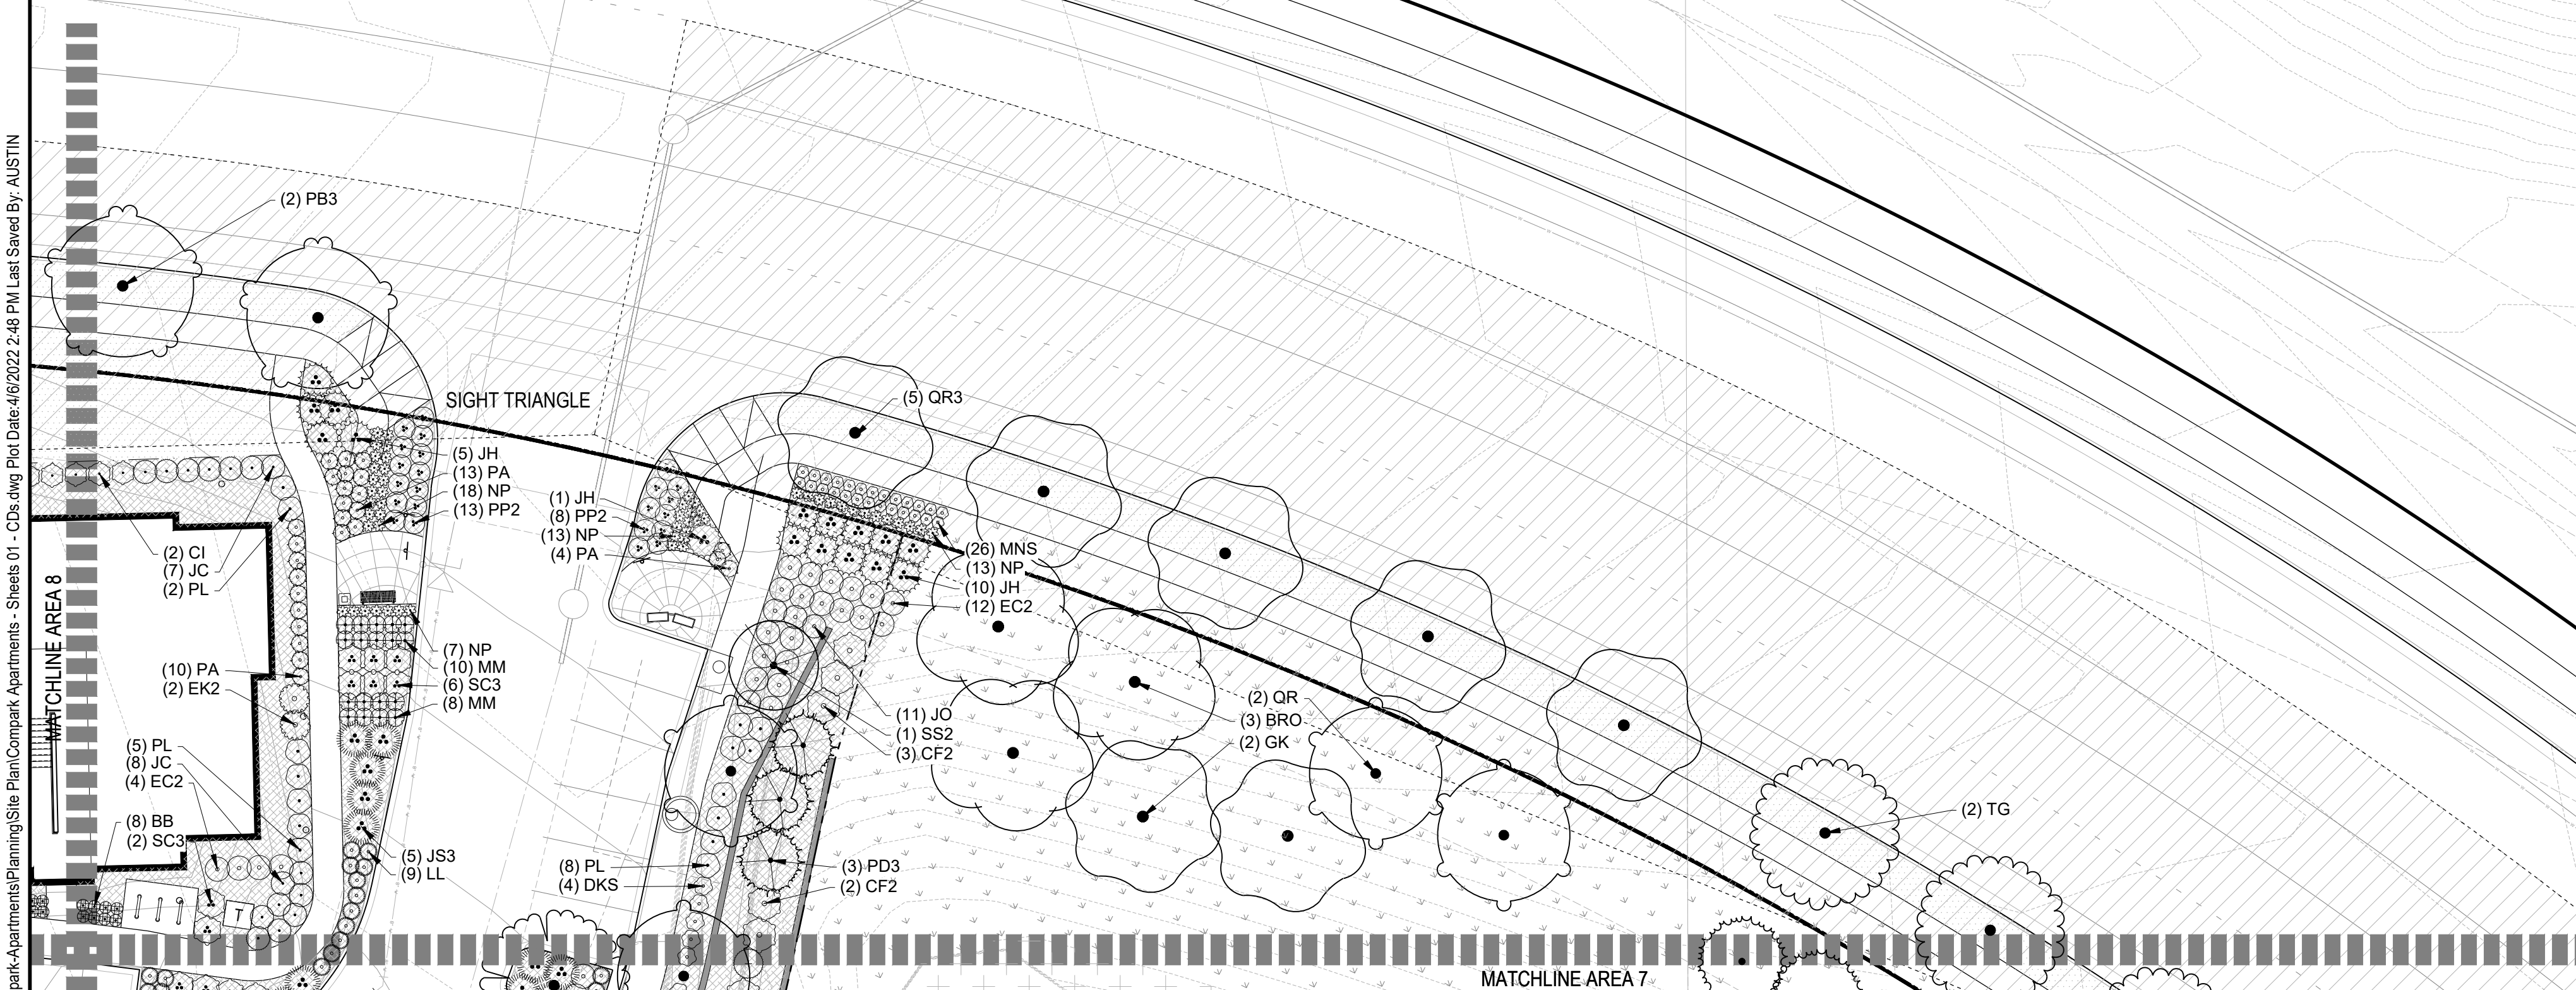 park-Apartments\Planning\Site Plan\Compark Apartments - Sheets 01 - CDs.dwg Plot Date:4/6/2022 2:48 PM Last Saved By: AUSTIN
(2) PB3
SIGHT TRIANGLE
(5) QR3
(5) JH
(13) PA
(18) NP
(13) PP2
(1) JH
(8) PP2
(13) NP
(4) PA
(26) MNS
(13) NP
(10) JH
(12) EC2
(2) CI
(7) JC
(2) PL
MATCHLINE AREA 8
(7) NP
(10) MM
(6) SC3
(8) MM
(10) PA
(2) EK2
(11) JO
(1) SS2
(3) CF2
(2) QR
(3) BRO
(2) GK
(5) PL
(8) JC
(4) EC2
(8) BB
(2) SC3
(5) JS3
(9) LL
(8) PL
(4) DKS
(3) PD3
(2) CF2
(2) TG
T
MATCHLINE AREA 7